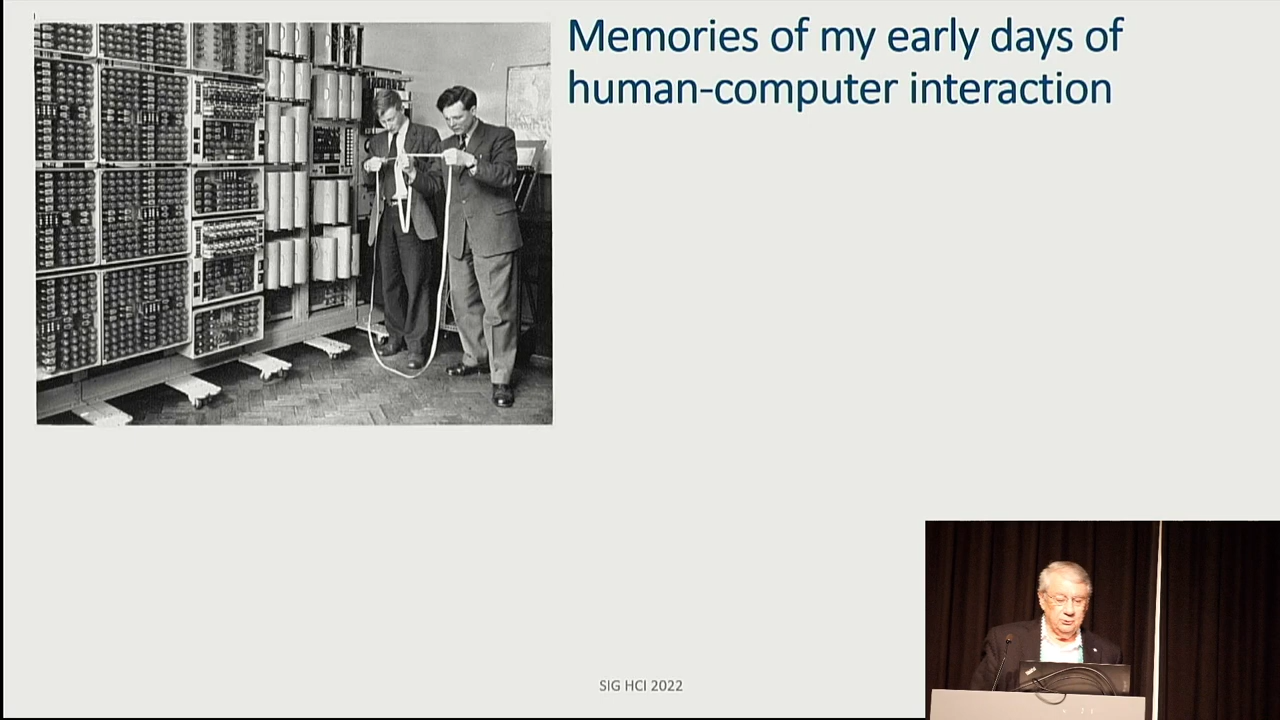 Memories of my early days of
human-computer interaction
SIG HCI 2022